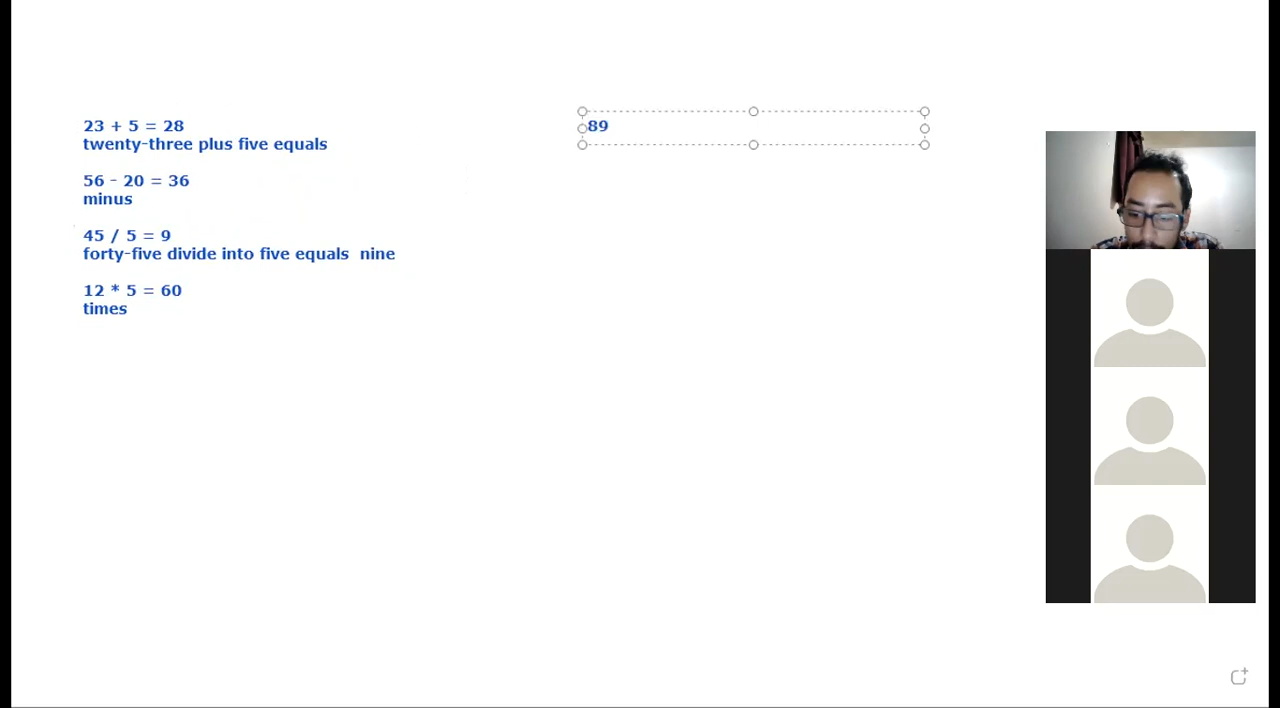 23 + 5 = 28
twenty-three plus five equals
56 - 20 = 36
minus
45 / 5 = 9
forty-five divide into five equals  nine
12 * 5 = 60
times
89